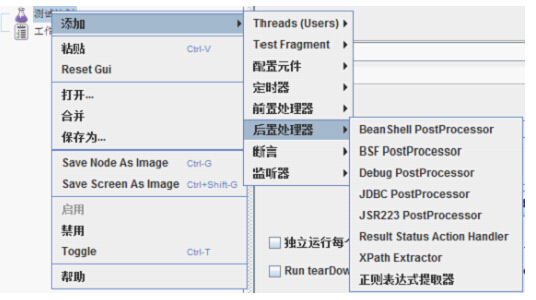 测试
工作
添加
粘贴 Ctrl-V
Reset Gui
打开...
合并
保存为...
Save Node As Image Ctrl-G
Save Screen As Image Ctrl+Shift-G
启用
禁用
Toggle Ctrl-T
帮助
Threads (Users)
Test Fragment
配置元件
定时器
前置处理器
后置处理器
断言
监听器
BeanShell PostProcessor
BSF PostProcessor
Debug PostProcessor
JDBC PostProcessor
JSR223 PostProcessor
Result Status Action Handler
XPath Extractor
正则表达式提取器
独立运行每个
Run tearDow